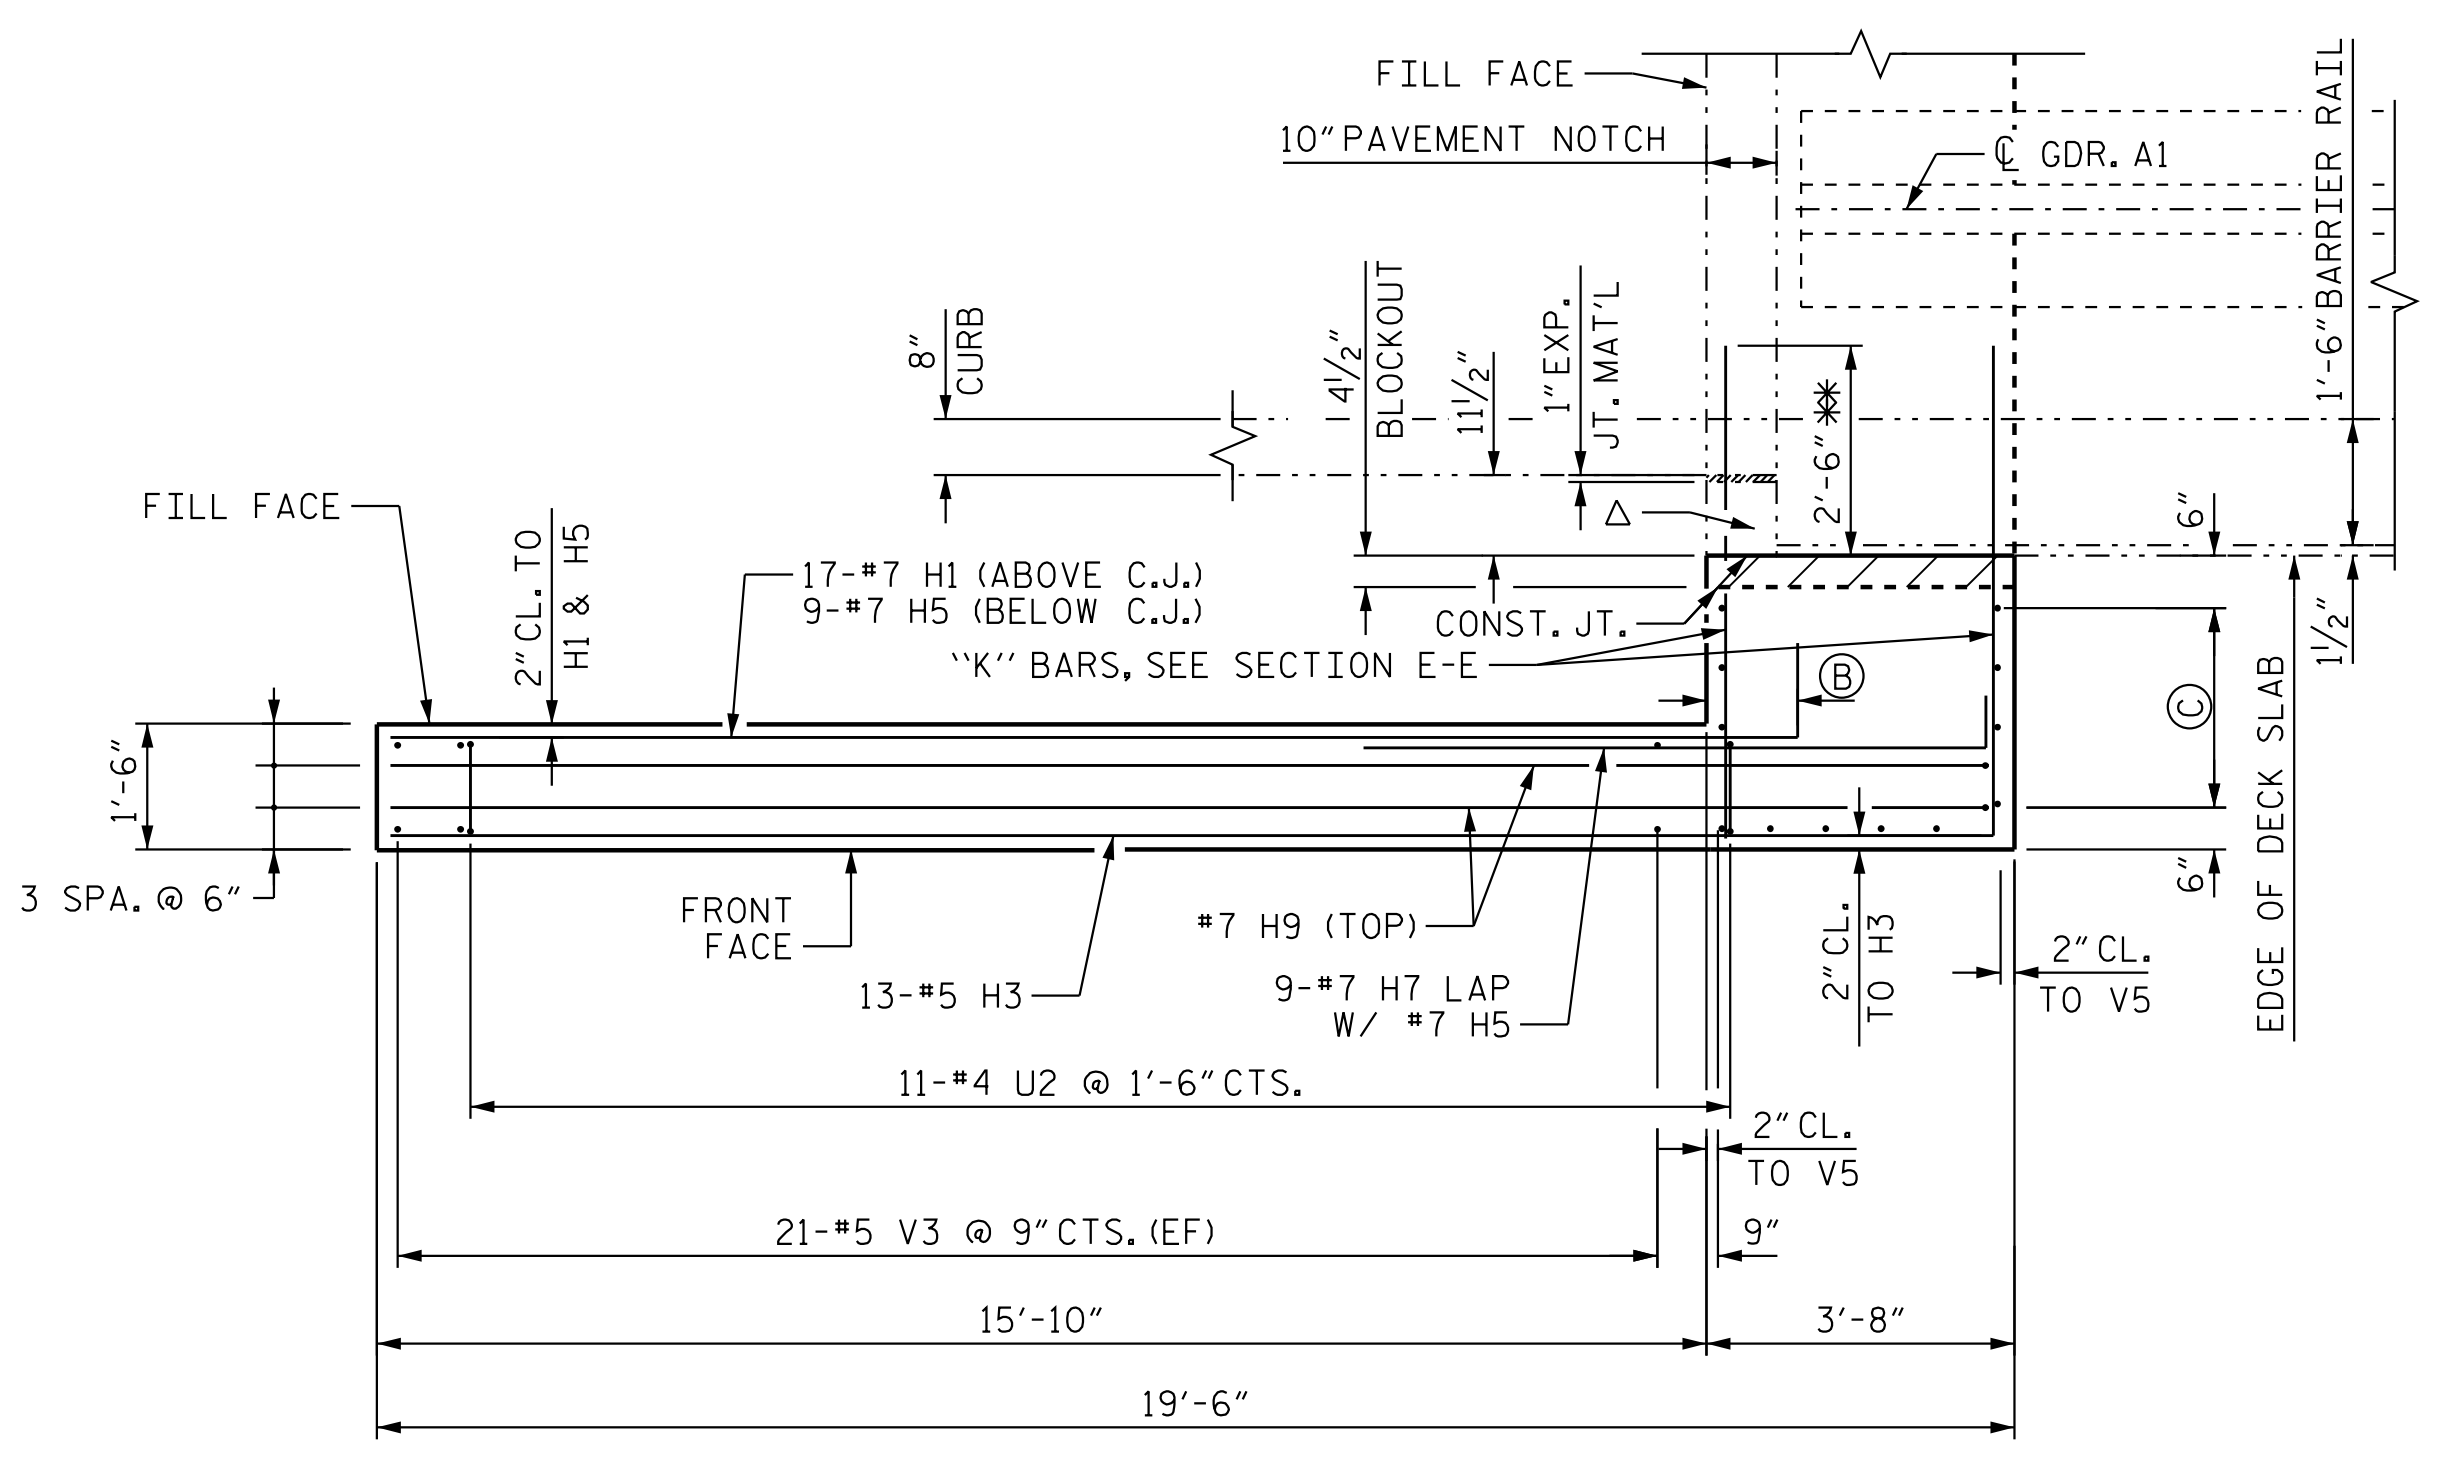 FILL FACE
10" PAVEMENT NOTCH
℄ GDR. A1
1'-6" BARRIER RAIL
8"
CURB
4 1/2"
BLOCKOUT
11 1/2"
1" EXP.
JT. MAT'L
2'-6"**
△
6"
FILL FACE
2" CL. TO
H1 & H5
17-#7 H1 (ABOVE C.J.)
9-#7 H5 (BELOW C.J.)
CONST. JT.
"K" BARS, SEE SECTION E-E
B
C
1 1/2"
EDGE OF DECK SLAB
1'-6"
3 SPA. @ 6"
FRONT
FACE
#7 H9 (TOP)
13-#5 H3
9-#7 H7 LAP
W/ #7 H5
2" CL.
TO H3
6"
2" CL.
TO V5
11-#4 U2 @ 1'-6" CTS.
2" CL.
TO V5
21-#5 V3 @ 9" CTS. (EF)
9"
15'-10"
3'-8"
19'-6"